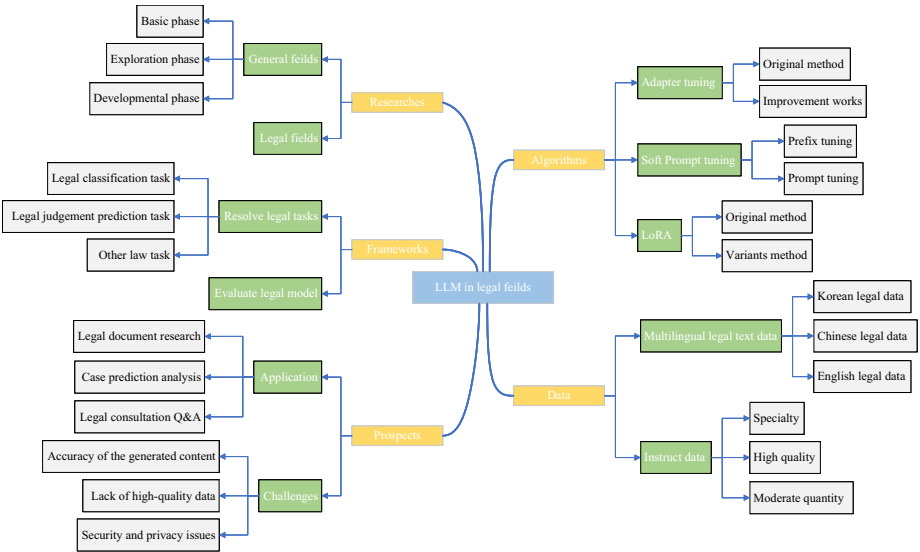 Basic phase
Exploration phase
Developmental phase
General feilds
Legal fields
Researches
Legal classification task
Legal judgement prediction task
Other law task
Resolve legal tasks
Evaluate legal model
Frameworks
Legal document research
Case prediction analysis
Legal consultation Q&A
Application
Accuracy of the generated content
Lack of high-quality data
Security and privacy issues
Challenges
Prospects
LLM in legal feilds
Algorithms
Adapter tuning
Original method
Improvement works
Soft Prompt tuning
Prefix tuning
Prompt tuning
LoRA
Original method
Variants method
Data
Multilingual legal text data
Korean legal data
Chinese legal data
English legal data
Instruct data
Specialty
High quality
Moderate quantity